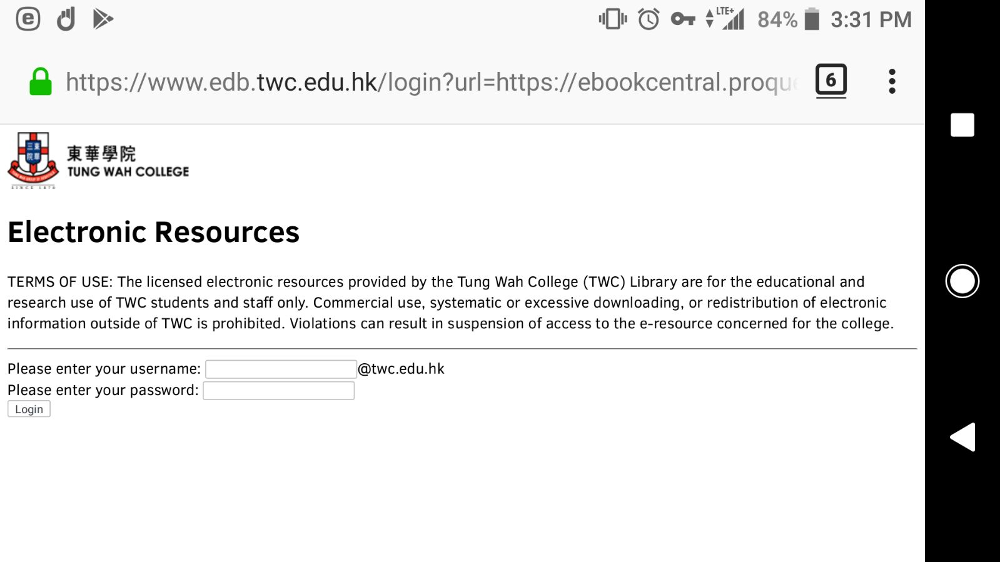 84% 3:31 PM
https://www.edb.twc.edu.hk/login?url=https://ebookcentral.proque
6
三東
院華
東華學院
TUNG WAH COLLEGE
Electronic Resources
TERMS OF USE: The licensed electronic resources provided by the Tung Wah College (TWC) Library are for the educational and
research use of TWC students and staff only. Commercial use, systematic or excessive downloading, or redistribution of electronic
information outside of TWC is prohibited. Violations can result in suspension of access to the e-resource concerned for the college.
Please enter your username: @twc.edu.hk
Please enter your password:
Login
LTE+